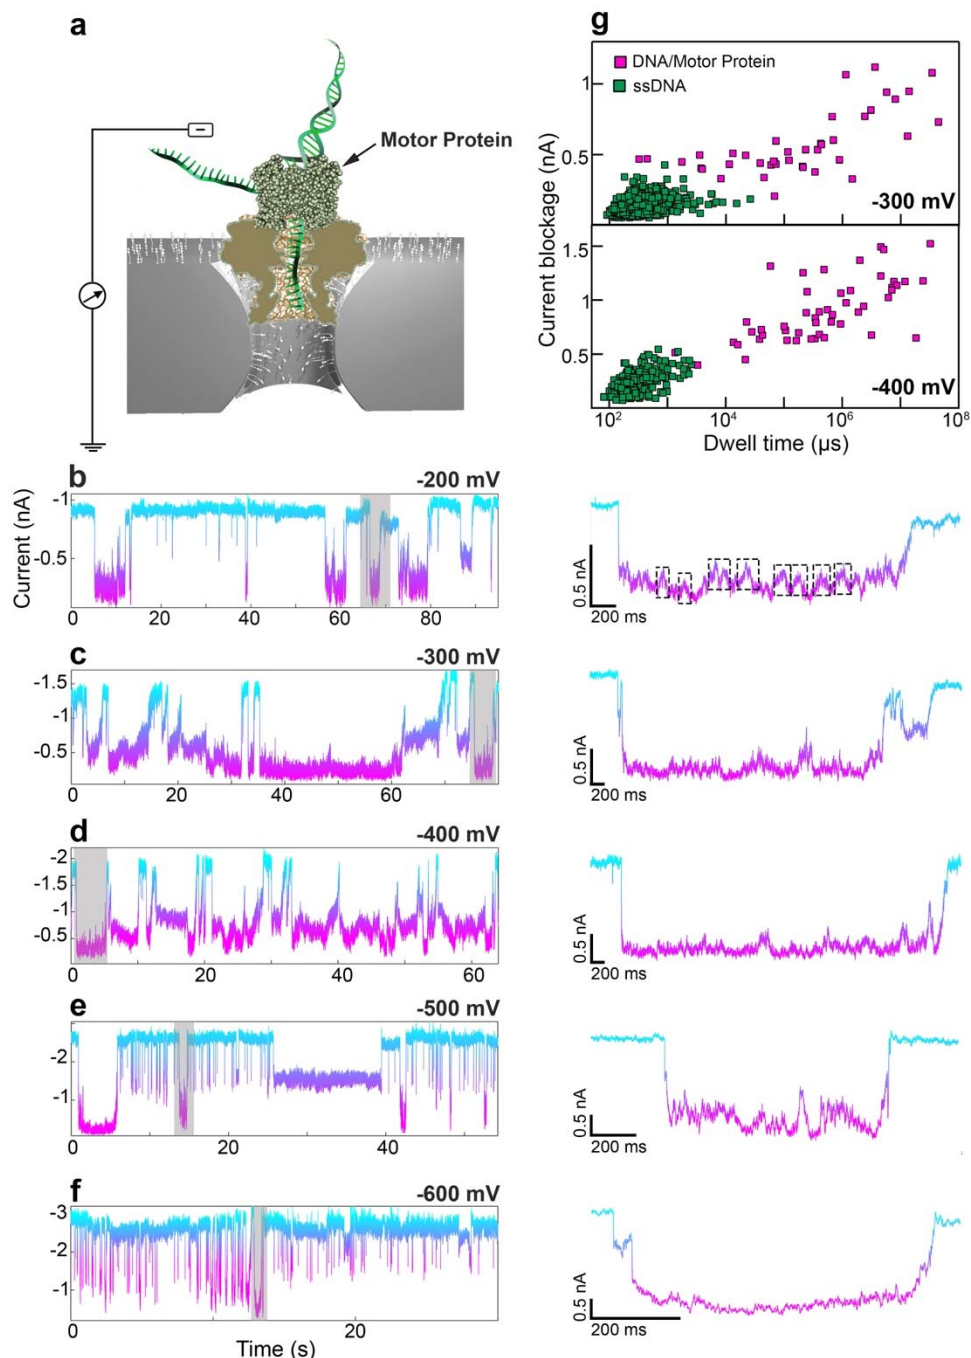 a
Motor Protein
-
g
DNA/Motor Protein
ssDNA
1
0.5
0
-300 mV
1.5
1
0.5
-400 mV
Current blockage (nA)
10² 10⁴ 10⁶ 10⁸
Dwell time (µs)
b
-200 mV
Current (nA)
-1
-0.5
0 20 40 60 80
0.5 nA
200 ms
c
-300 mV
-1.5
-1
-0.5
0 20 40 60
0.5 nA
200 ms
d
-400 mV
-2
-1.5
-1
-0.5
0 20 40 60
0.5 nA
200 ms
e
-500 mV
-2
-1
0 20 40
0.5 nA
200 ms
f
-600 mV
-3
-2
-1
0 20
Time (s)
0.5 nA
200 ms